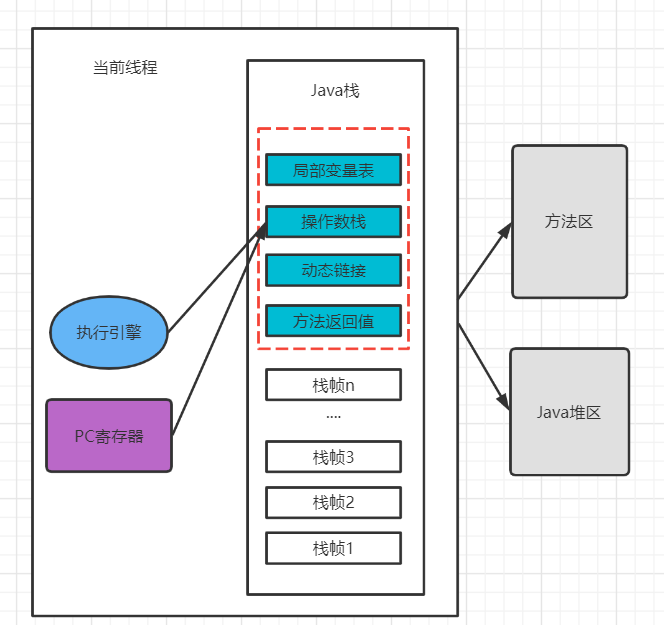 当前线程
Java栈
局部变量表
操作数栈
动态链接
方法返回值
执行引擎
PC寄存器
栈帧n
....
栈帧3
栈帧2
栈帧1
方法区
Java堆区